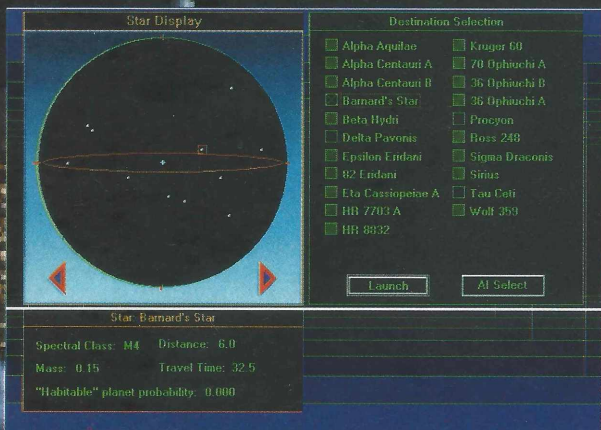 Star Display
Destination Selection
Alpha Aquilae
Alpha Centauri A
Alpha Centauri B
Barnard's Star
Beta Hydri
Delta Pavonis
Epsilon Eridani
82 Eridani
Eta Cassiopeiae A
HR 7703 A
HR 8832
Kruger 60
70 Ophiuchi A
36 Ophiuchi B
36 Ophiuchi A
Procyon
Ross 248
Sigma Draconis
Sirius
Tau Ceti
Wolf 359
Launch
AI Select
Star: Barnard's Star
Spectral Class: M4 Distance: 6.0
Mass: 0.15 Travel Time: 32.5
"Habitable" planet probability: 0.000